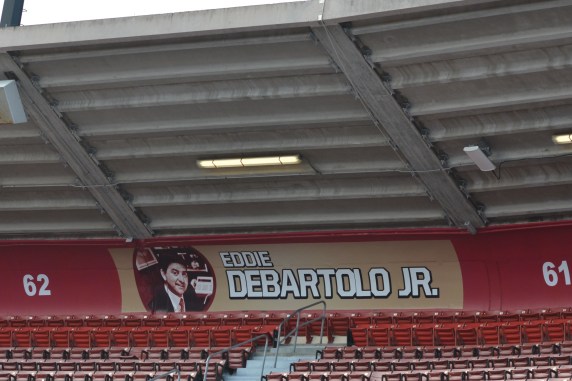 62
EDDIE
DEBARTOLO JR.
61